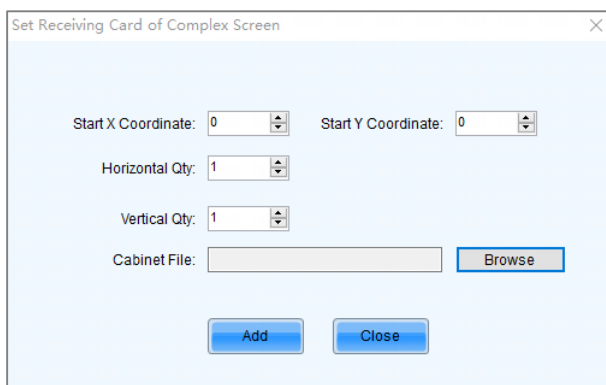 Set Receiving Card of Complex Screen
Start X Coordinate: 0 Start Y Coordinate: 0
Horizontal Qty: 1
Vertical Qty: 1
Cabinet File: Browse
Add Close